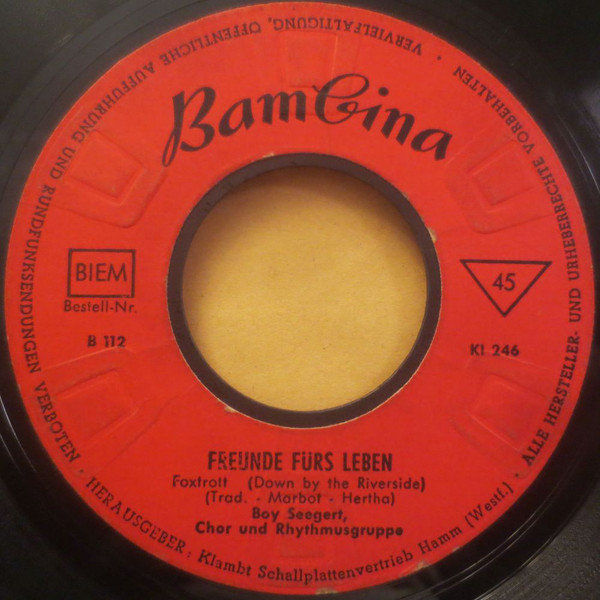 BamBina
BIEM
Bestell-Nr.
B 112
45
Kl 246
FREUNDE FÜRS LEBEN
Foxtrott (Down by the Riverside)
(Trad. - Marbot - Hertha)
Boy Seegert,
Chor und Rhythmusgruppe
HERAUSGEBER: Klambt Schallplattenvertrieb Hamm (Westf.) · ALLE HERSTELLER- UND URHEBERRECHTE VORBEHALTEN · VERVIELFÄLTIGUNG, ÖFFENTLICHE AUFFÜHRUNG UND RUNDFUNKSENDUNGEN VERBOTEN ·